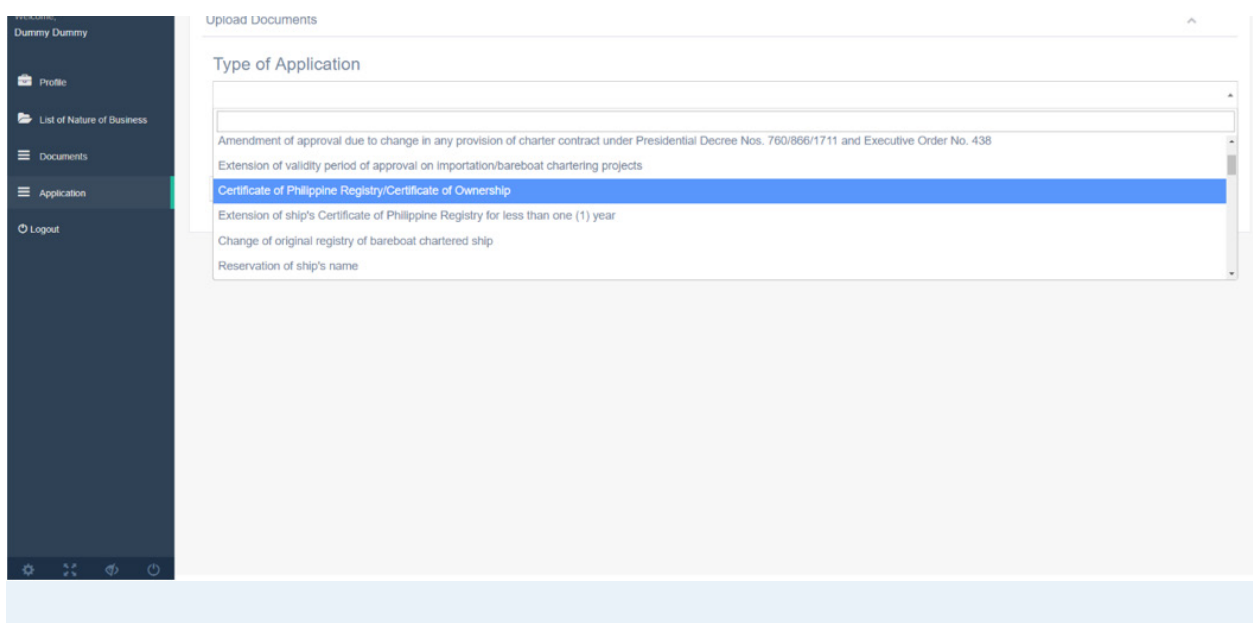 Welcome,
Dummy Dummy
Profile
List of Nature of Business
Documents
Application
Logout
Upload Documents
Type of Application
Amendment of approval due to change in any provision of charter contract under Presidential Decree Nos. 760/866/1711 and Executive Order No. 438
Extension of validity period of approval on importation/bareboat chartering projects
Certificate of Philippine Registry/Certificate of Ownership
Extension of ship's Certificate of Philippine Registry for less than one (1) year
Change of original registry of bareboat chartered ship
Reservation of ship's name